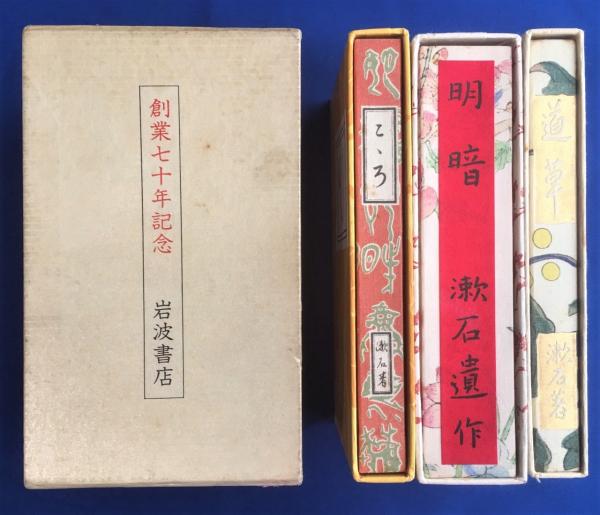 創業七十年記念
岩波書店
こゝろ
漱石著
明暗
漱石遺作
道草
漱石著